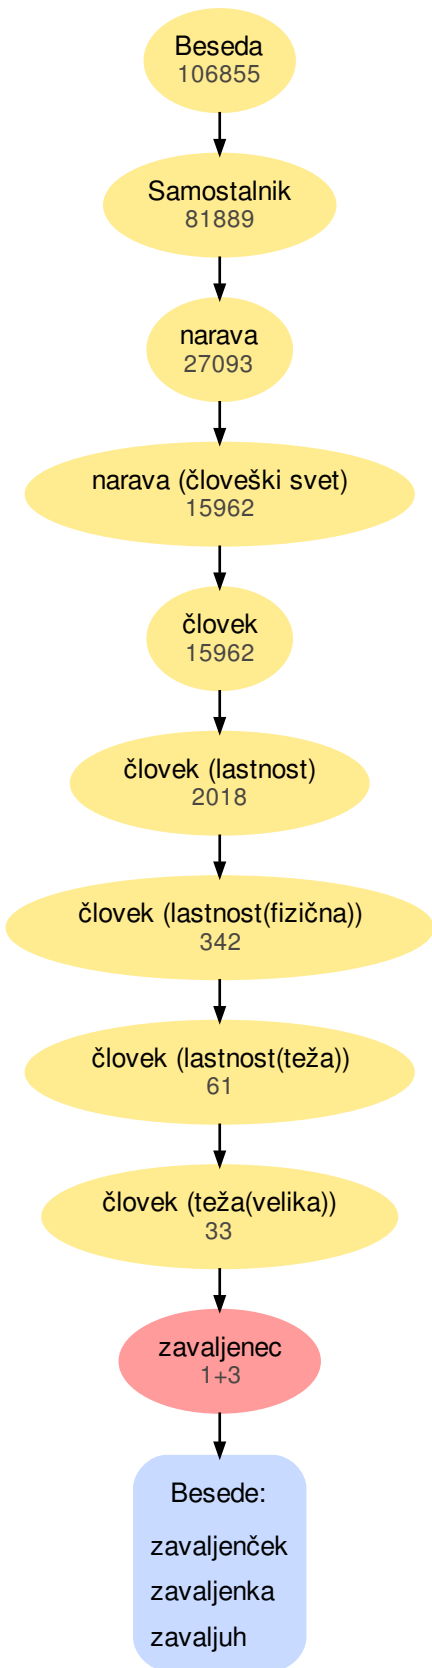 Beseda
106855
Samostalnik
81889
narava
27093
narava (človeški svet)
15962
človek
15962
človek (lastnost)
2018
človek (lastnost(fizična))
342
človek (lastnost(teža))
61
človek (teža(velika))
33
zavaljenec
1+3
Besede:
zavaljenček
zavaljenka
zavaljuh